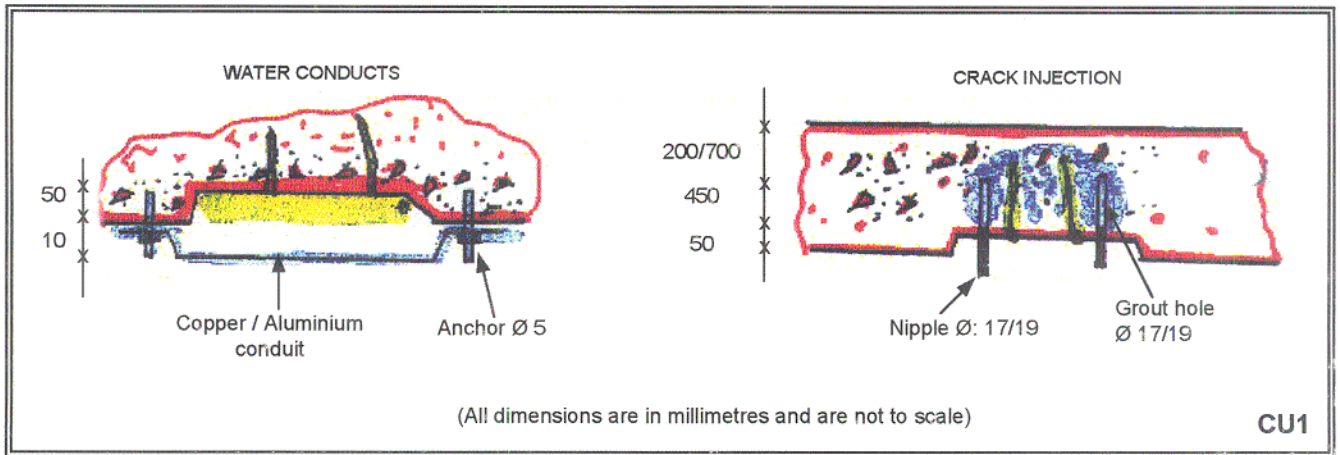 WATER CONDUCTS
50
10
Copper / Aluminium
conduit
Anchor Ø 5
CRACK INJECTION
200/700
450
50
Nipple Ø: 17/19
Grout hole
Ø 17/19
(All dimensions are in millimetres and are not to scale)
CU1